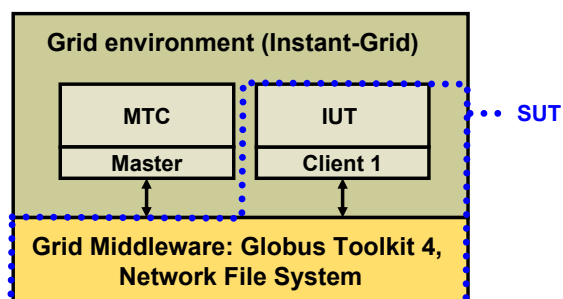 Grid environment (Instant-Grid)
MTC
IUT
SUT
Master
Client 1
Grid Middleware: Globus Toolkit 4,
Network File System